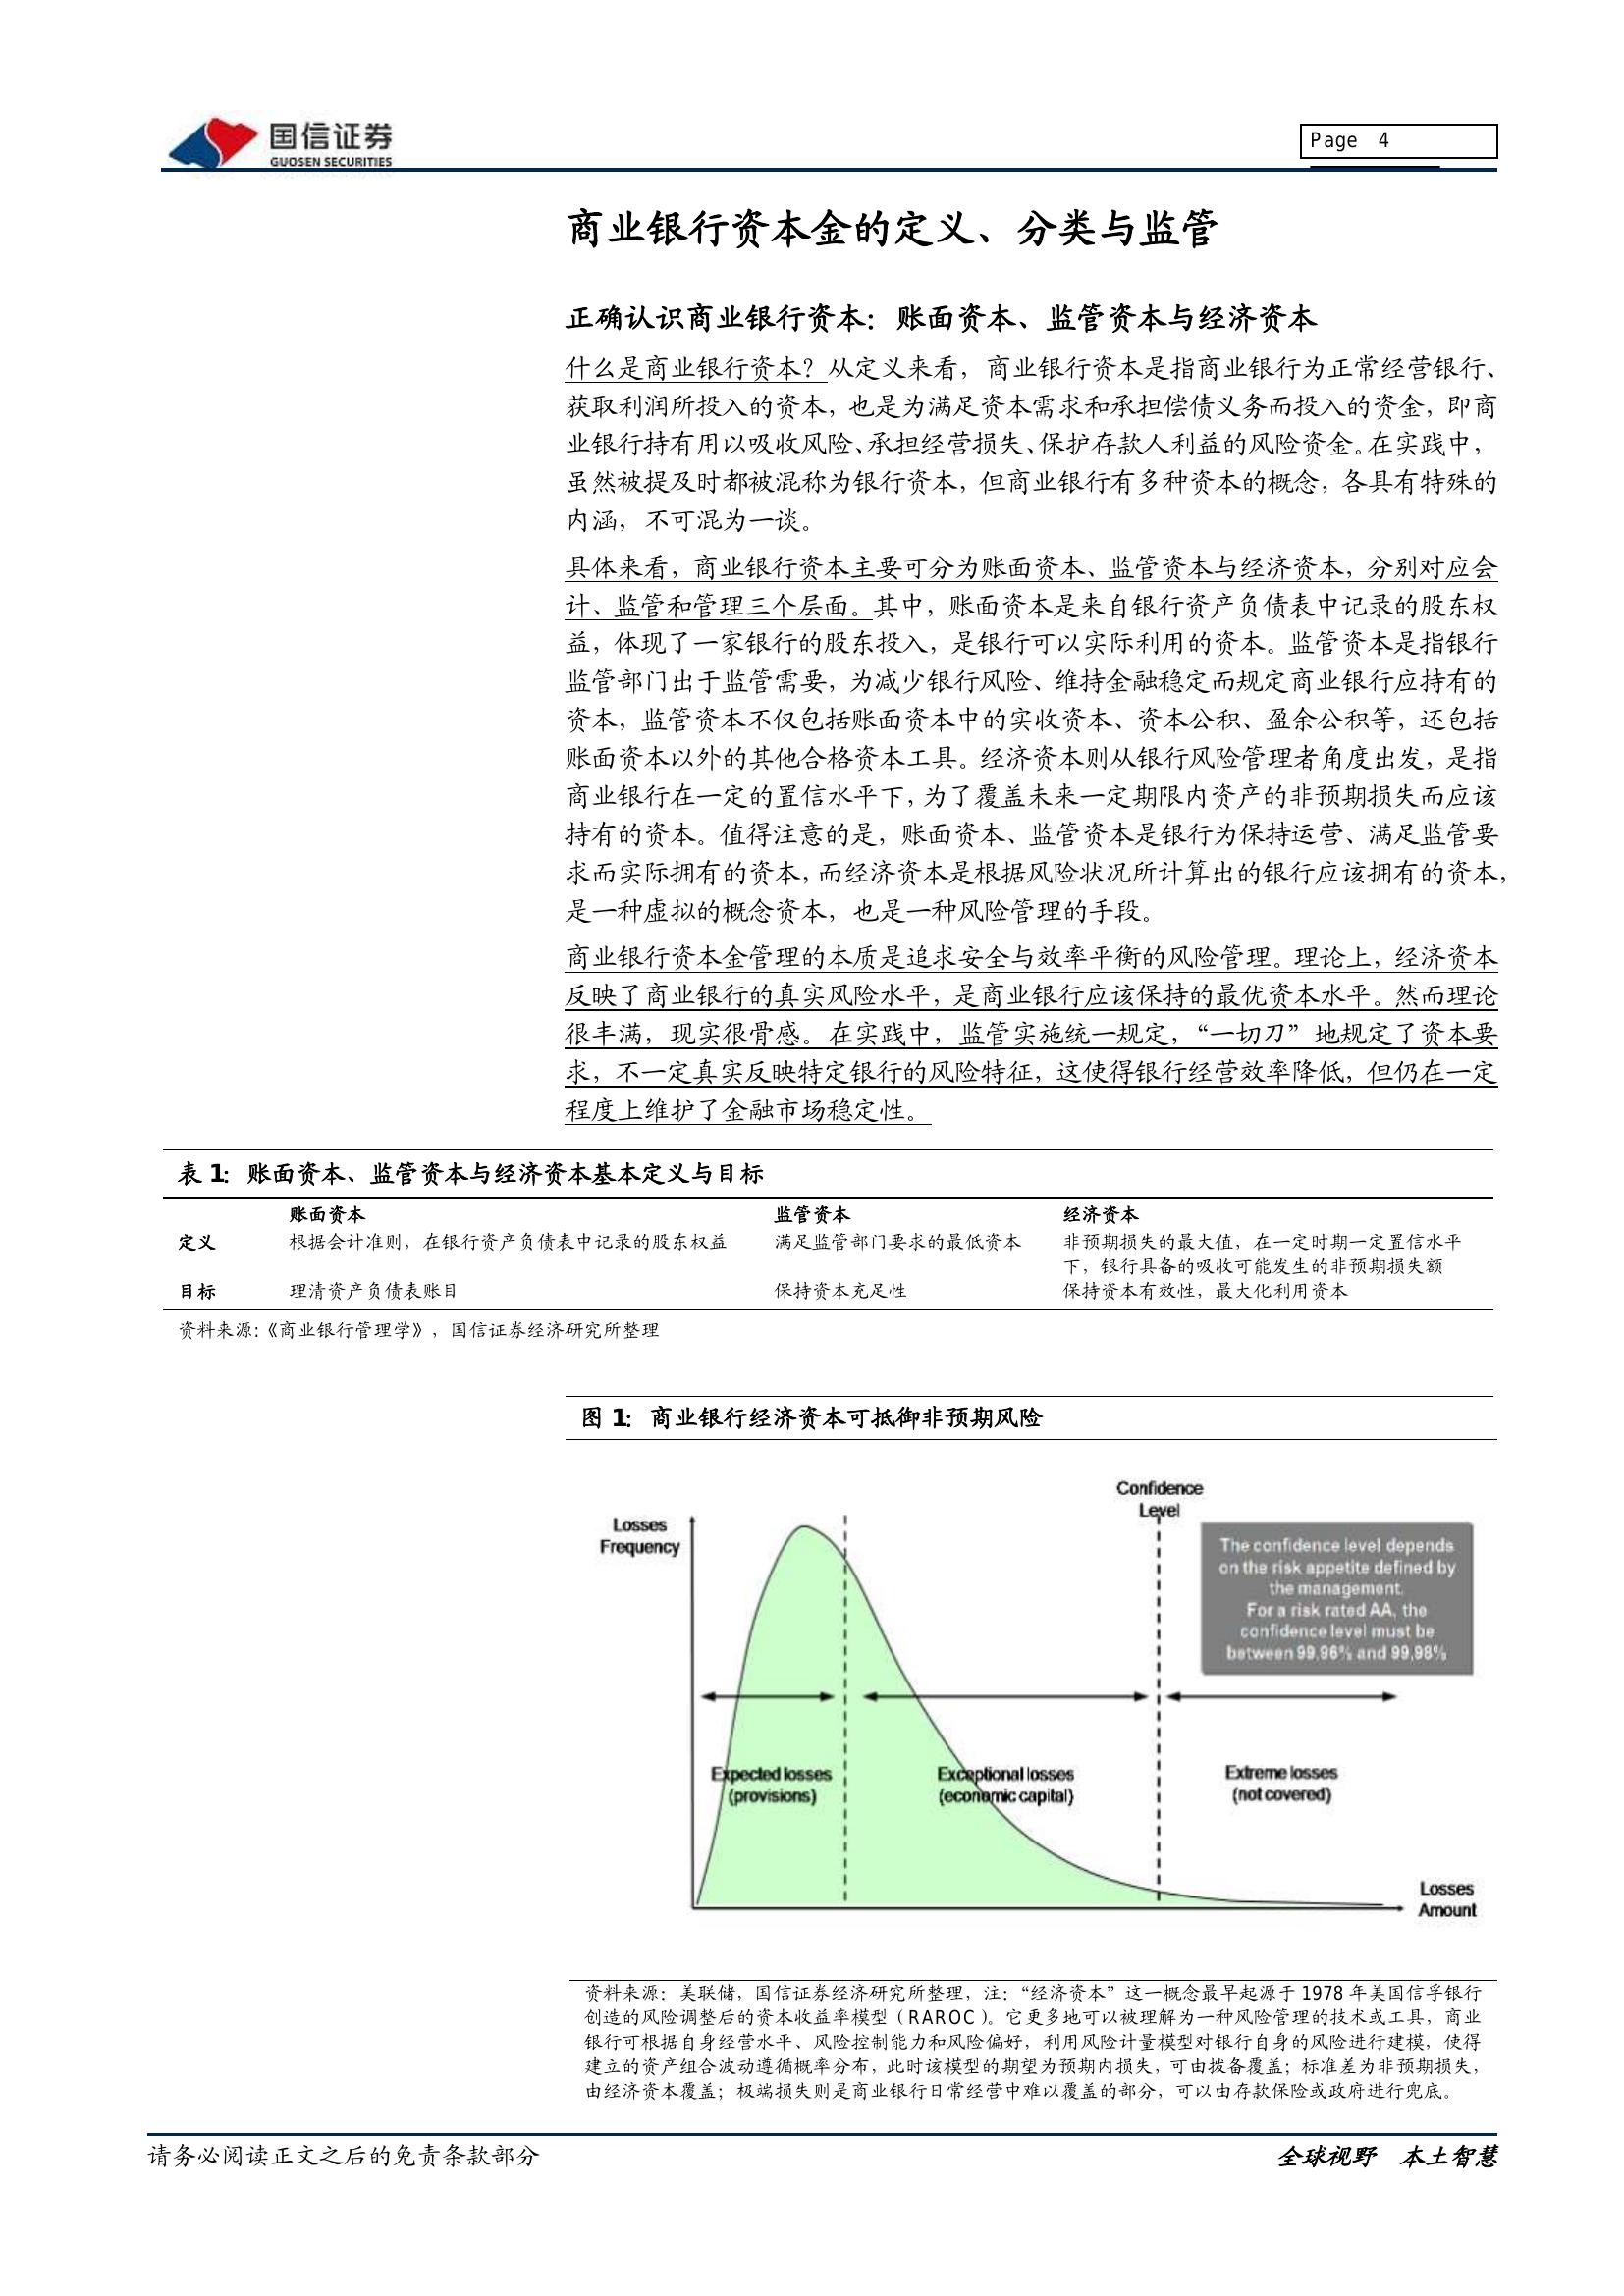 国信证券
GUOSEN SECURITIES
Page 4
商业银行资本金的定义、分类与监管
正确认识商业银行资本：账面资本、监管资本与经济资本
什么是商业银行资本？从定义来看，商业银行资本是指商业银行为正常经营银行、
获取利润所投入的资本，也是为满足资本需求和承担偿债义务而投入的资金，即商
业银行持有用以吸收风险、承担经营损失、保护存款人利益的风险资金。在实践中，
虽然被提及时都被混称为银行资本，但商业银行有多种资本的概念，各具有特殊的
内涵，不可混为一谈。
具体来看，商业银行资本主要可分为账面资本、监管资本与经济资本，分别对应会
计、监管和管理三个层面。其中，账面资本是来自银行资产负债表中记录的股东权
益，体现了一家银行的股东投入，是银行可以实际利用的资本。监管资本是指银行
监管部门出于监管需要，为减少银行风险、维持金融稳定而规定商业银行应持有的
资本，监管资本不仅包括账面资本中的实收资本、资本公积、盈余公积等，还包括
账面资本以外的其他合格资本工具。经济资本则从银行风险管理者角度出发，是指
商业银行在一定的置信水平下，为了覆盖未来一定期限内资产的非预期损失而应该
持有的资本。值得注意的是，账面资本、监管资本是银行为保持运营、满足监管要
求而实际拥有的资本，而经济资本是根据风险状况所计算出的银行应该拥有的资本，
是一种虚拟的概念资本，也是一种风险管理的手段。
商业银行资本金管理的本质是追求安全与效率平衡的风险管理。理论上，经济资本
反映了商业银行的真实风险水平，是商业银行应该保持的最优资本水平。然而理论
很丰满，现实很骨感。在实践中，监管实施统一规定，“一切刀”地规定了资本要
求，不一定真实反映特定银行的风险特征，这使得银行经营效率降低，但仍在一定
程度上维护了金融市场稳定性。
表 1：账面资本、监管资本与经济资本基本定义与目标
账面资本 监管资本 经济资本
定义 根据会计准则，在银行资产负债表中记录的股东权益 满足监管部门要求的最低资本 非预期损失的最大值，在一定时期一定置信水平
下，银行具备的吸收可能发生的非预期损失额
目标 理清资产负债表账目 保持资本充足性 保持资本有效性，最大化利用资本
资料来源:《商业银行管理学》，国信证券经济研究所整理
图 1：商业银行经济资本可抵御非预期风险
Confidence
Level
Losses
Frequency
The confidence level depends
on the risk appetite defined by
the management.
For a risk rated AA, the
confidence level must be
between 99,96% and 99,98%
Expected losses
(provisions)
Exceptional losses
(economic capital)
Extreme losses
(not covered)
Losses
Amount
资料来源：美联储，国信证券经济研究所整理，注：“经济资本”这一概念最早起源于 1978 年美国信孚银行
创造的风险调整后的资本收益率模型（RAROC）。它更多地可以被理解为一种风险管理的技术或工具，商业
银行可根据自身经营水平、风险控制能力和风险偏好，利用风险计量模型对银行自身的风险进行建模，使得
建立的资产组合波动遵循概率分布，此时该模型的期望为预期内损失，可由拨备覆盖；标准差为非预期损失，
由经济资本覆盖；极端损失则是商业银行日常经营中难以覆盖的部分，可以由存款保险或政府进行兜底。
请务必阅读正文之后的免责条款部分
全球视野 本土智慧